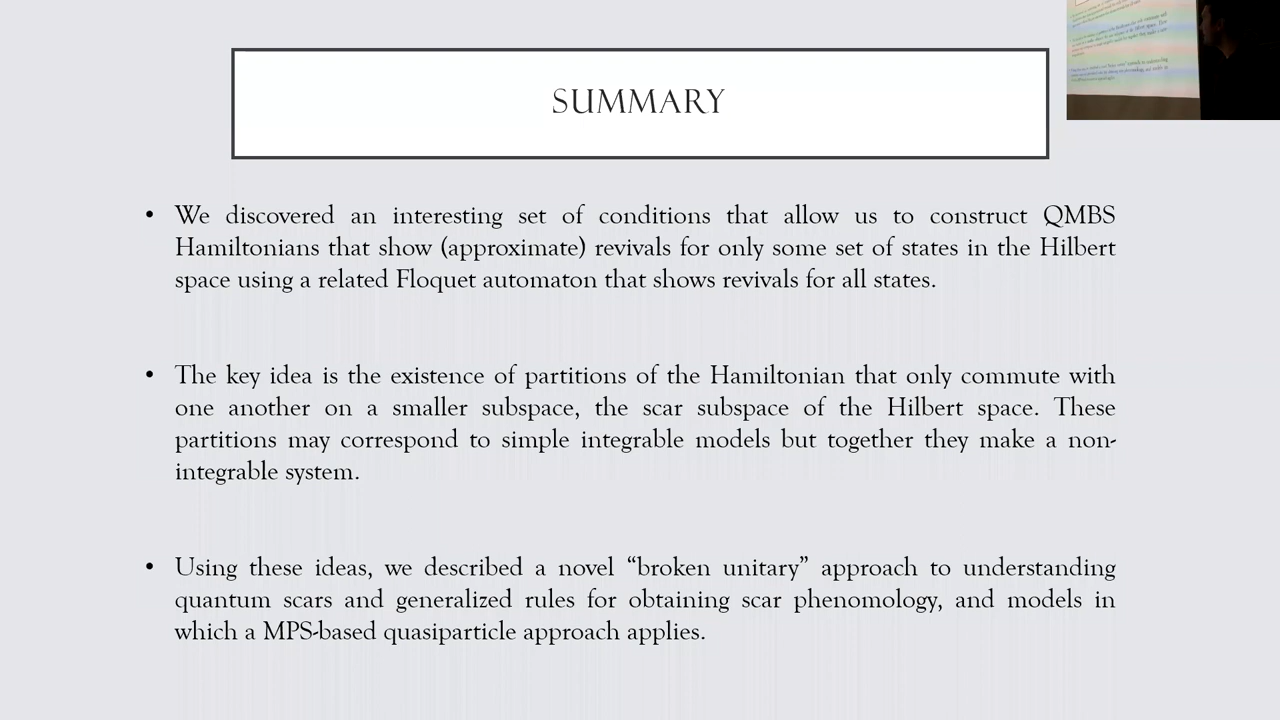 SUMMARY
• We discovered an interesting set of conditions that allow us to construct QMBS
Hamiltonians that show (approximate) revivals for only some set of states in the Hilbert
space using a related Floquet automaton that shows revivals for all states.
• The key idea is the existence of partitions of the Hamiltonian that only commute with
one another on a smaller subspace, the scar subspace of the Hilbert space. These
partitions may correspond to simple integrable models but together they make a non-
integrable system.
• Using these ideas, we described a novel “broken unitary” approach to understanding
quantum scars and generalized rules for obtaining scar phenomology, and models in
which a MPS-based quasiparticle approach applies.